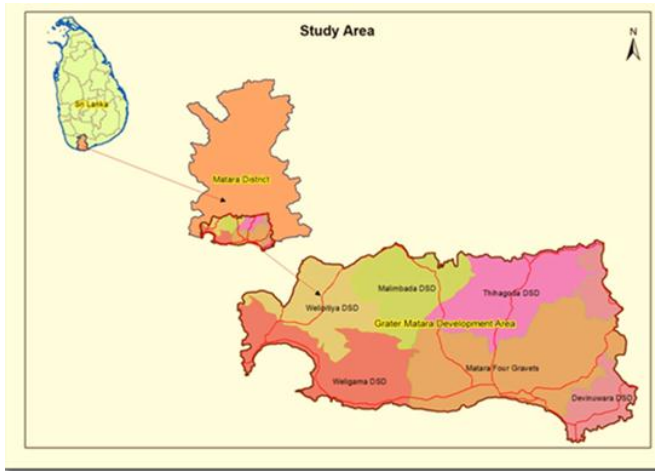 Study Area
N
Sri Lanka
Matara District
Malimbada DSD
Thihagoda DSD
Welipitiya DSD
Grater Matara Development Area
Matara Four Gravets
Weligama DSD
Devinuwara DSD